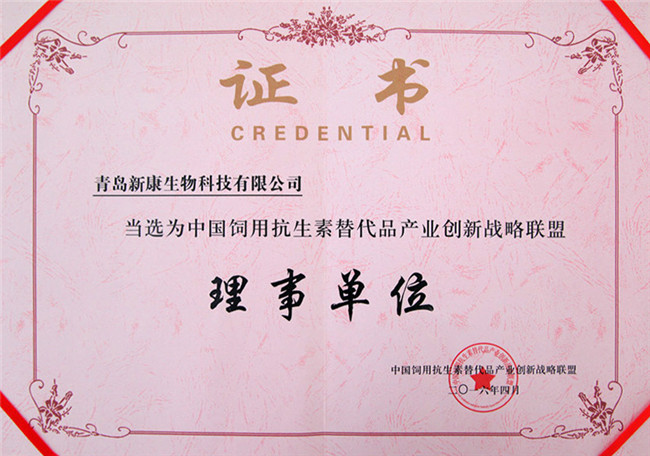 证书
CREDENTIAL
青岛新康生物科技有限公司
当选为中国饲用抗生素替代品产业创新战略联盟
理事单位
中国饲用抗生素替代品产业创新战略联盟
二〇一六年四月